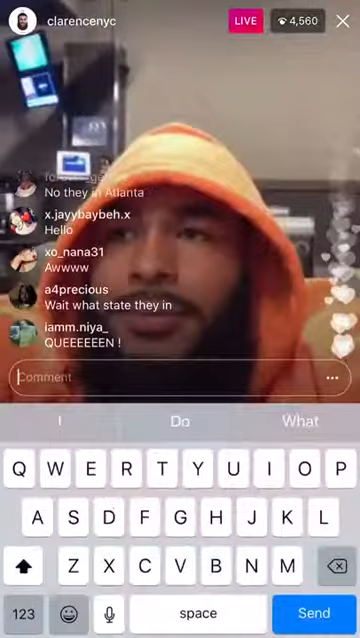 clarencenyc
LIVE
4,560
No they in Atlanta
x.jayybaybeh.x
Hello
xo_nana31
Awwww
a4precious
Wait what state they in
iamm.niya_
QUEEEEEEN !
Comment
I
Do
What
Q W E R T Y U I O P
A S D F G H J K L
Z X C V B N M
123
space
Send